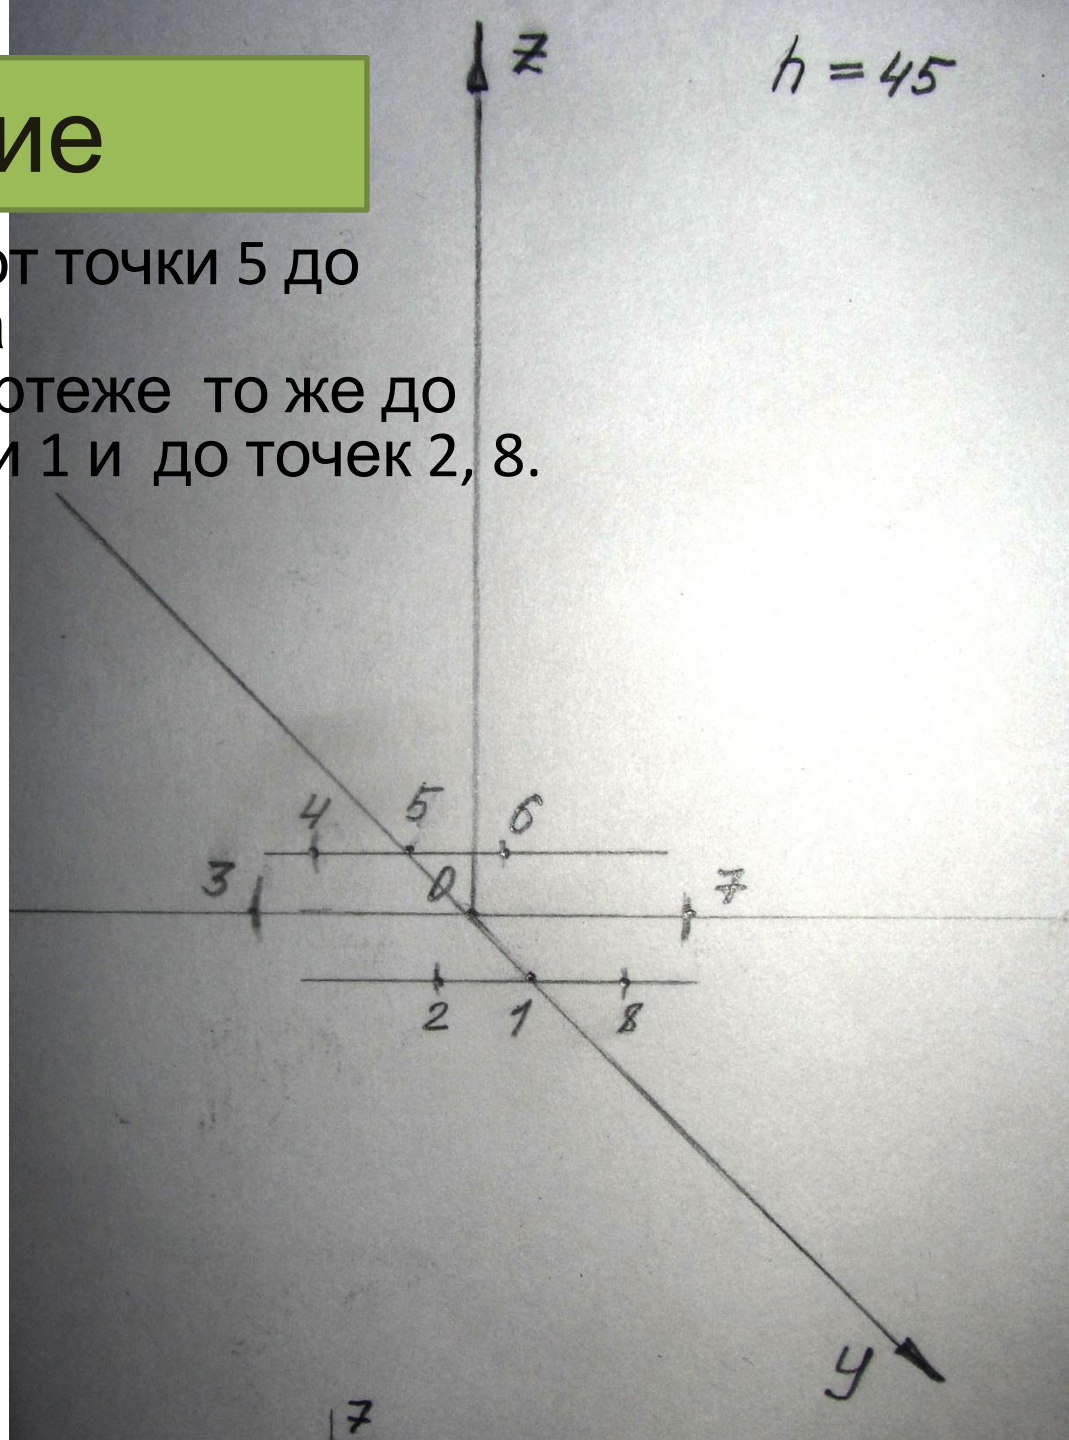 Z
h = 45
ие
от точки 5 до
а
ртеже то же до
и 1 и до точек 2, 8.
4 5 6
3 0 7
2 1 8
y
7